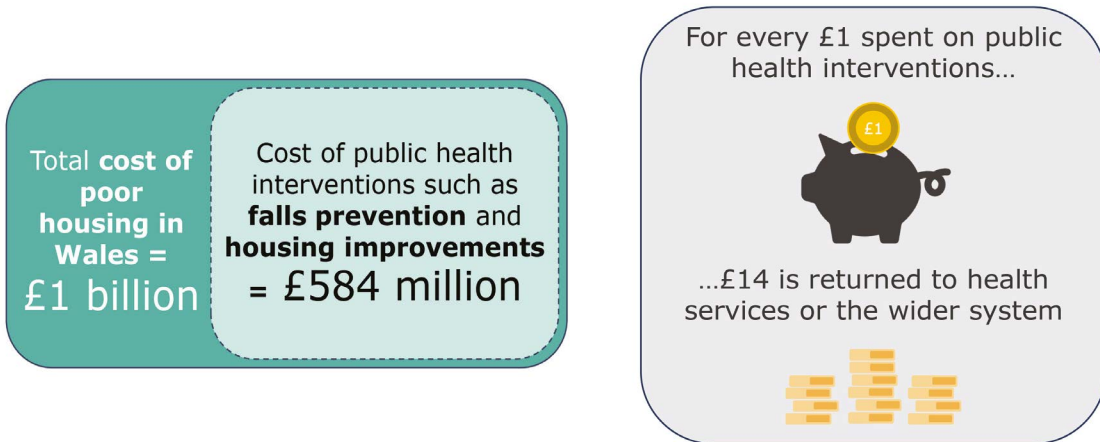 Total cost of
poor
housing in
Wales =
£1 billion
Cost of public health
interventions such as
falls prevention and
housing improvements
= £584 million
For every £1 spent on public
health interventions...
£1
...£14 is returned to health
services or the wider system